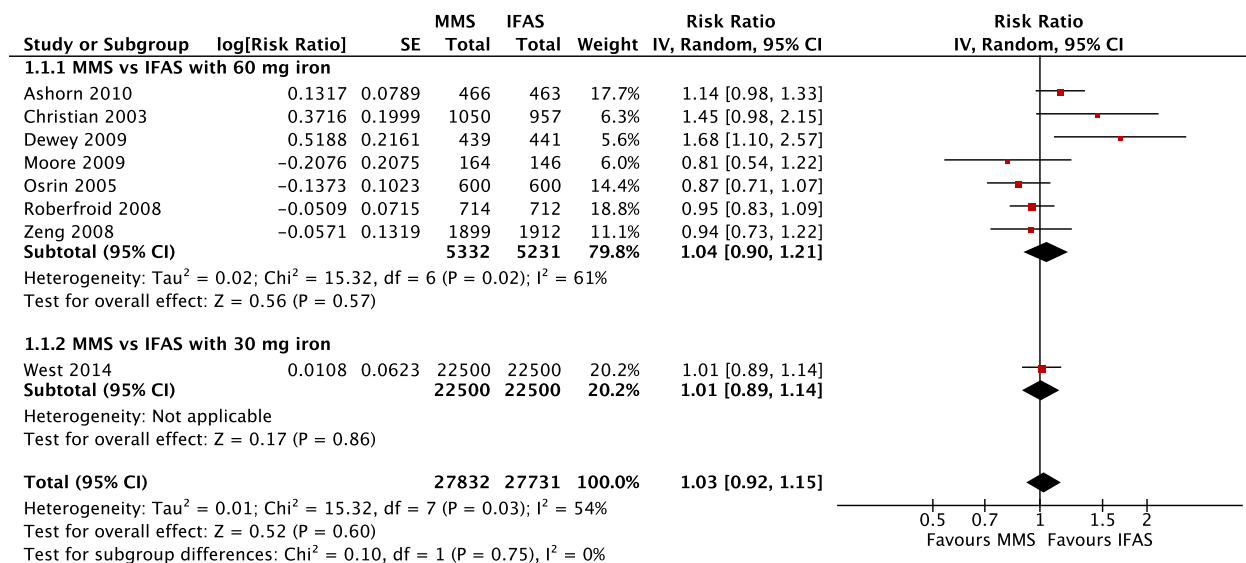 MMS IFAS Risk Ratio Risk Ratio
Study or Subgroup log[Risk Ratio] SE Total Total Weight IV, Random, 95% CI IV, Random, 95% CI
1.1.1 MMS vs IFAS with 60 mg iron
Ashorn 2010 0.1317 0.0789 466 463 17.7% 1.14 [0.98, 1.33]
Christian 2003 0.3716 0.1999 1050 957 6.3% 1.45 [0.98, 2.15]
Dewey 2009 0.5188 0.2161 439 441 5.6% 1.68 [1.10, 2.57]
Moore 2009 −0.2076 0.2075 164 146 6.0% 0.81 [0.54, 1.22]
Osrin 2005 −0.1373 0.1023 600 600 14.4% 0.87 [0.71, 1.07]
Roberfroid 2008 −0.0509 0.0715 714 712 18.8% 0.95 [0.83, 1.09]
Zeng 2008 −0.0571 0.1319 1899 1912 11.1% 0.94 [0.73, 1.22]
Subtotal (95% CI) 5332 5231 79.8% 1.04 [0.90, 1.21]
Heterogeneity: Tau² = 0.02; Chi² = 15.32, df = 6 (P = 0.02); I² = 61%
Test for overall effect: Z = 0.56 (P = 0.57)
1.1.2 MMS vs IFAS with 30 mg iron
West 2014 0.0108 0.0623 22500 22500 20.2% 1.01 [0.89, 1.14]
Subtotal (95% CI) 22500 22500 20.2% 1.01 [0.89, 1.14]
Heterogeneity: Not applicable
Test for overall effect: Z = 0.17 (P = 0.86)
Total (95% CI) 27832 27731 100.0% 1.03 [0.92, 1.15]
Heterogeneity: Tau² = 0.01; Chi² = 15.32, df = 7 (P = 0.03); I² = 54%
Test for overall effect: Z = 0.52 (P = 0.60)
Test for subgroup differences: Chi² = 0.10, df = 1 (P = 0.75), I² = 0%
0.5 0.7 1 1.5 2
Favours MMS Favours IFAS